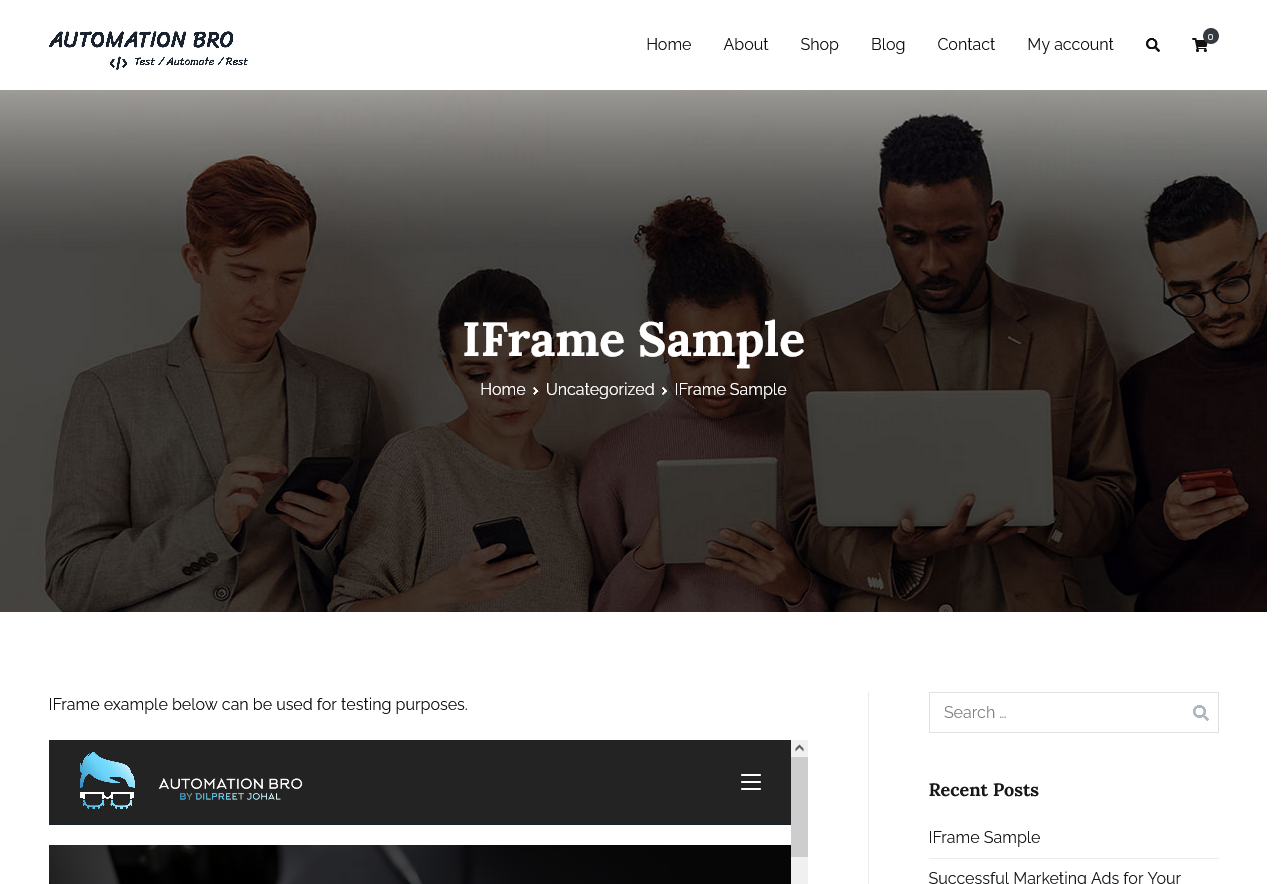 AUTOMATION BRO
</> Test / Automate / Rest
Home About Shop Blog Contact My account
0
IFrame Sample
Home › Uncategorized › IFrame Sample
IFrame example below can be used for testing purposes.
AUTOMATION BRO
BY DILPREET JOHAL
Search …
Recent Posts
IFrame Sample
Successful Marketing Ads for Your